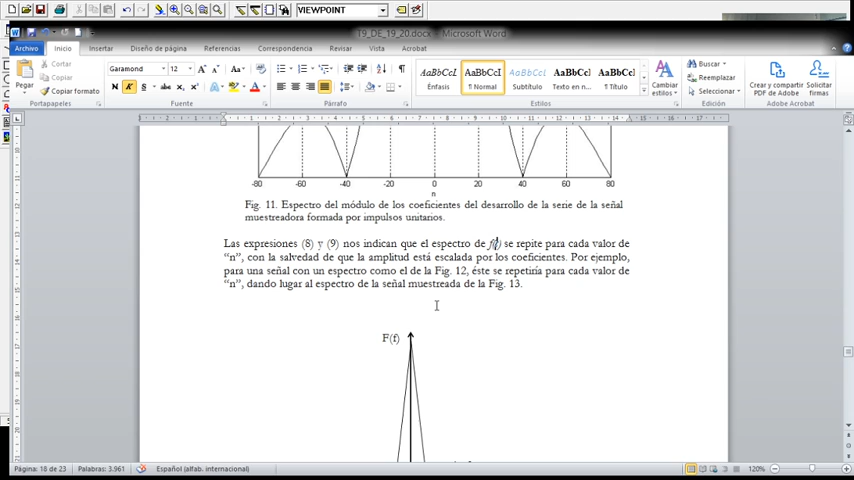 VIEWPOINT
T9_DE_19_20.docx - Microsoft Word
Archivo Inicio Insertar Diseño de página Referencias Correspondencia Revisar Vista Acrobat
Pegar
Cortar
Copiar
Copiar formato
Portapapeles
Garamond 12
Fuente
Párrafo
AaBbCcL AaBbCcI AaBbCcL AaBbCcI AaBbCcI
Énfasis ¶ Normal Subtítulo Texto en n... ¶ Título
Cambiar estilos
Estilos
Buscar
Reemplazar
Seleccionar
Edición
Crear y compartir PDF de Adobe
Solicitar firmas
Adobe Acrobat
-80 -60 -40 -20 0 20 40 60 80
n
Fig. 11. Espectro del módulo de los coeficientes del desarrollo de la serie de la señal
muestreadora formada por impulsos unitarios.
Las expresiones (8) y (9) nos indican que el espectro de f(t) se repite para cada valor de
“n”, con la salvedad de que la amplitud está escalada por los coeficientes. Por ejemplo,
para una señal con un espectro como el de la Fig. 12, éste se repetiría para cada valor de
“n”, dando lugar al espectro de la señal muestreada de la Fig. 13.
F(f)
Página: 18 de 23 Palabras: 3.961 Español (alfab. internacional) 120%